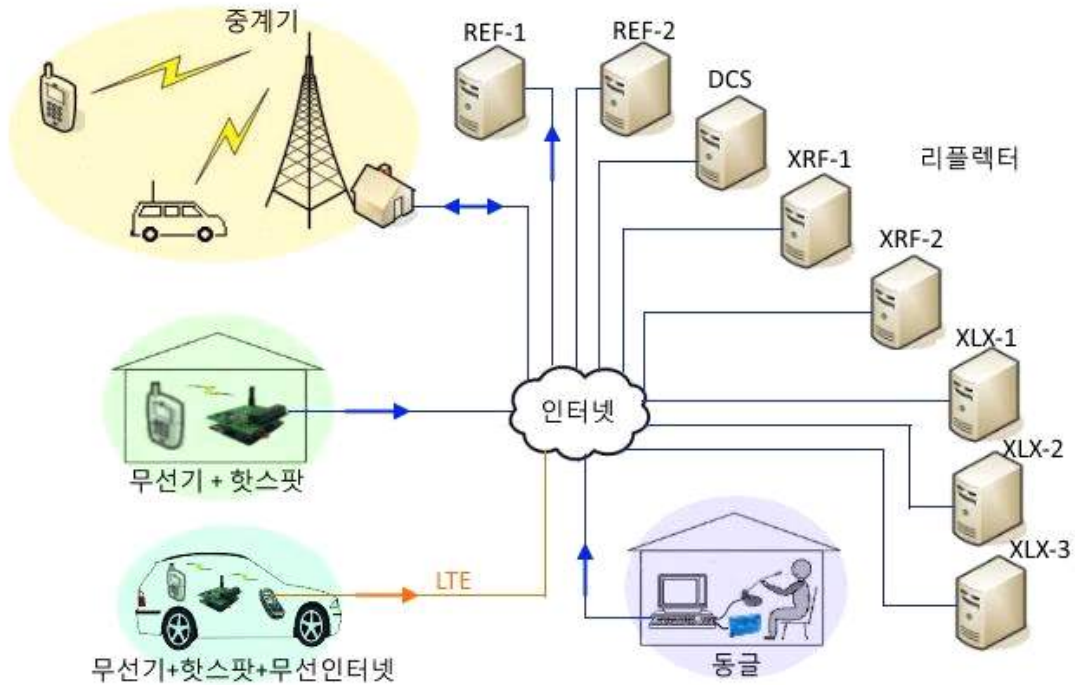 중계기
REF-1
REF-2
DCS
XRF-1
리플렉터
XRF-2
XLX-1
인터넷
XLX-2
무선기 + 핫스팟
XLX-3
LTE
무선기+핫스팟+무선인터넷
동글